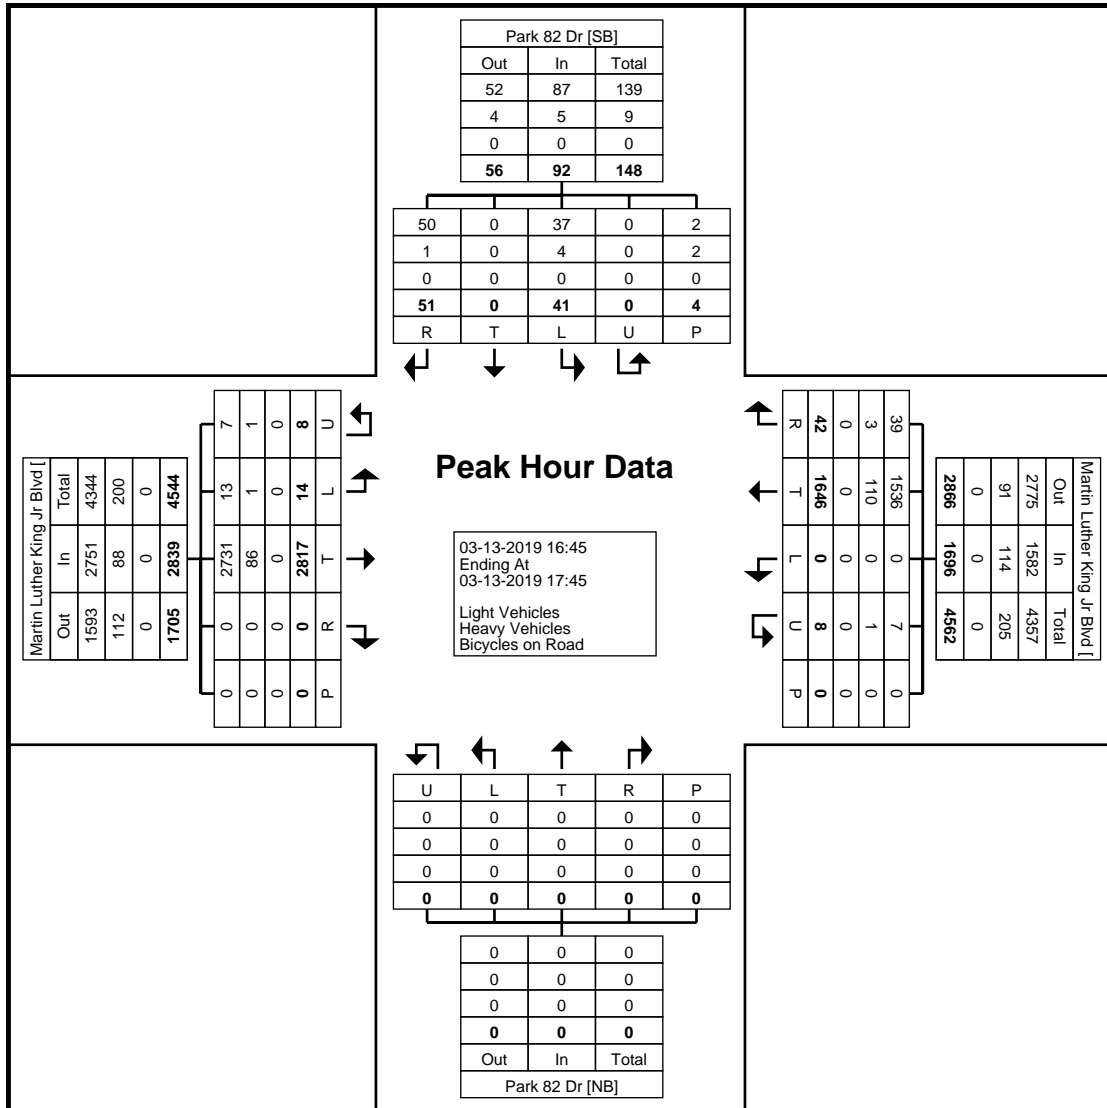 Park 82 Dr [SB]
Out In Total
52 87 139
4 5 9
0 0 0
56 92 148
50 0 37 0 2
1 0 4 0 2
0 0 0 0 0
51 0 41 0 4
R T L U P
Martin Luther King Jr Blvd [
Total 4344 200 0 4544
In 2751 88 0 2839
Out 1593 112 0 1705
7 1 0 8 U
13 1 0 14 L
2731 86 0 2817 T
0 0 0 0 R
0 0 0 0 P
Peak Hour Data
03-13-2019 16:45
Ending At
03-13-2019 17:45
Light Vehicles
Heavy Vehicles
Bicycles on Road
R 42 0 3 39
T 1646 0 110 1536
L 0 0 0 0
U 8 0 1 7
P 0 0 0 0
Martin Luther King Jr Blvd [
Out In Total
2775 1582 4357
91 114 205
0 0 0
2866 1696 4562
U L T R P
0 0 0 0 0
0 0 0 0 0
0 0 0 0 0
0 0 0 0 0
0 0 0
0 0 0
0 0 0
0 0 0
Out In Total
Park 82 Dr [NB]